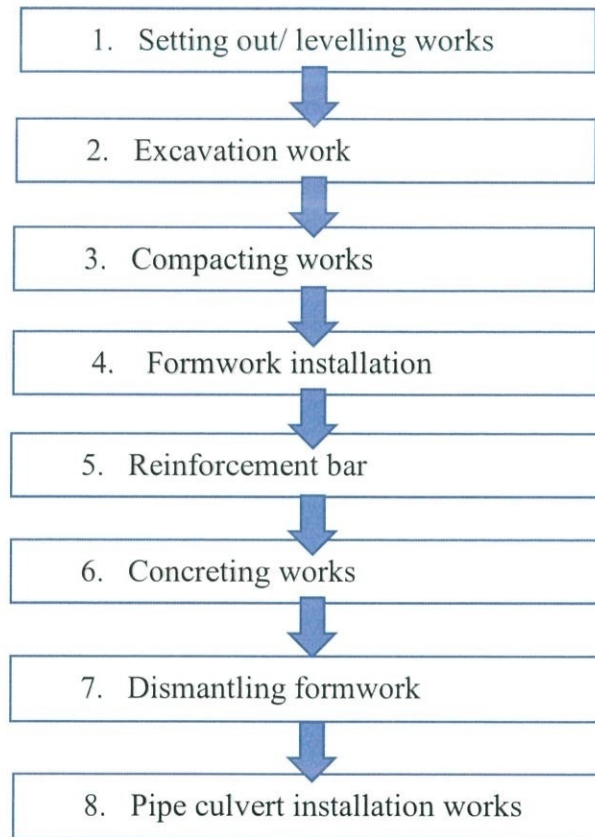 1. Setting out/ levelling works
2. Excavation work
3. Compacting works
4. Formwork installation
5. Reinforcement bar
6. Concreting works
7. Dismantling formwork
8. Pipe culvert installation works